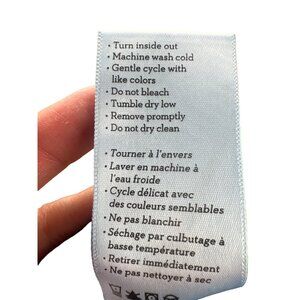 • Turn inside out
• Machine wash cold
• Gentle cycle with
like colors
• Do not bleach
• Tumble dry low
• Remove promptly
• Do not dry clean
Tourner à l'envers
• Laver en machine à
l'eau froide
• Cycle délicat avec
des couleurs semblables
• Ne pas blanchir
• Séchage par culbutage à
basse température
• Retirer immédiatement
• Ne pas nettoyer à sec